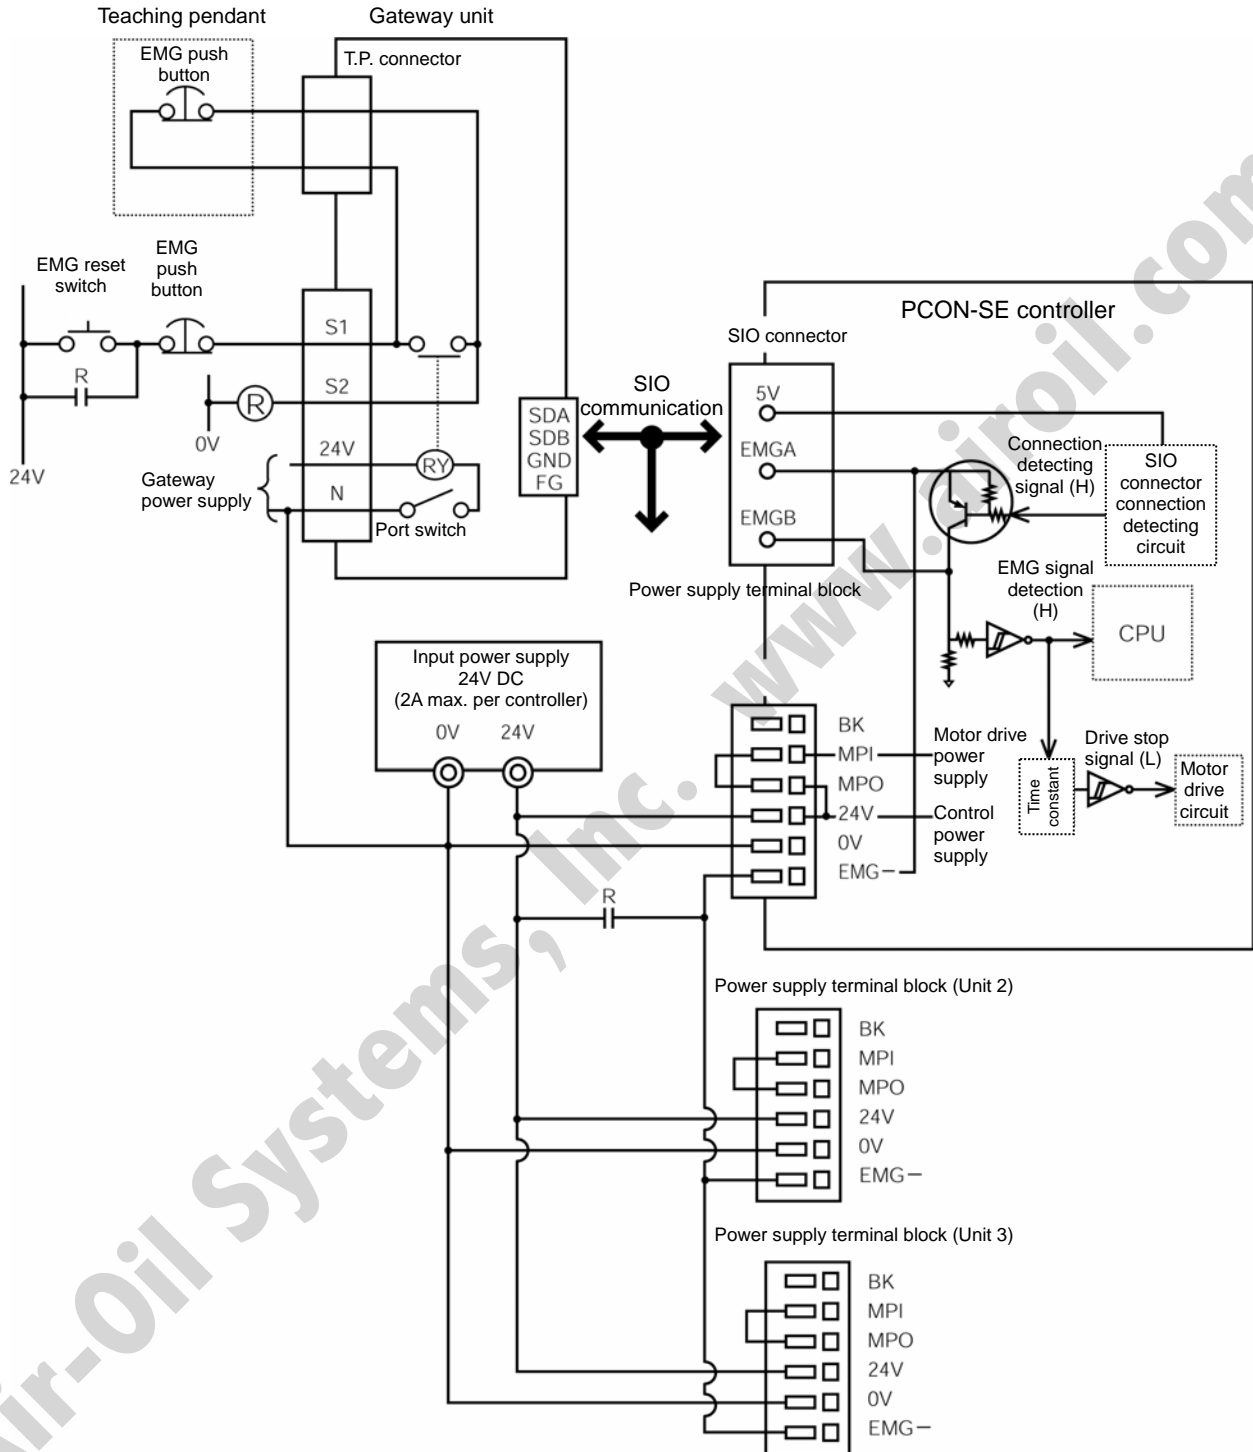 Teaching pendant
Gateway unit
EMG push
button
T.P. connector
EMG reset
switch
EMG
push
button
S1
R
S2
R
0V
24V
24V
RY
N
Gateway
power supply
Port switch
SDA
SDB
GND
FG
SIO
communication
PCON-SE controller
SIO connector
5V
EMGA
EMGB
Connection
detecting
signal (H)
SIO
connector
connection
detecting
circuit
EMG signal
detection
(H)
CPU
Power supply terminal block
Input power supply
24V DC
(2A max. per controller)
0V
24V
BK
MPI
MPO
24V
0V
EMG−
Motor drive
power
supply
Control
power
supply
Time
constant
Drive stop
signal (L)
Motor
drive
circuit
R
Power supply terminal block (Unit 2)
BK
MPI
MPO
24V
0V
EMG−
Power supply terminal block (Unit 3)
BK
MPI
MPO
24V
0V
EMG−
Air-Oil Systems, Inc. www.airoil.com